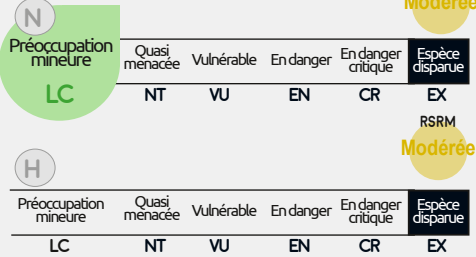 Modérée
N
Préoccupation mineure Quasi menacée Vulnérable En danger En danger critique Espèce disparue
LC NT VU EN CR EX
RSRM
Modérée
H
Préoccupation mineure Quasi menacée Vulnérable En danger En danger critique Espèce disparue
LC NT VU EN CR EX